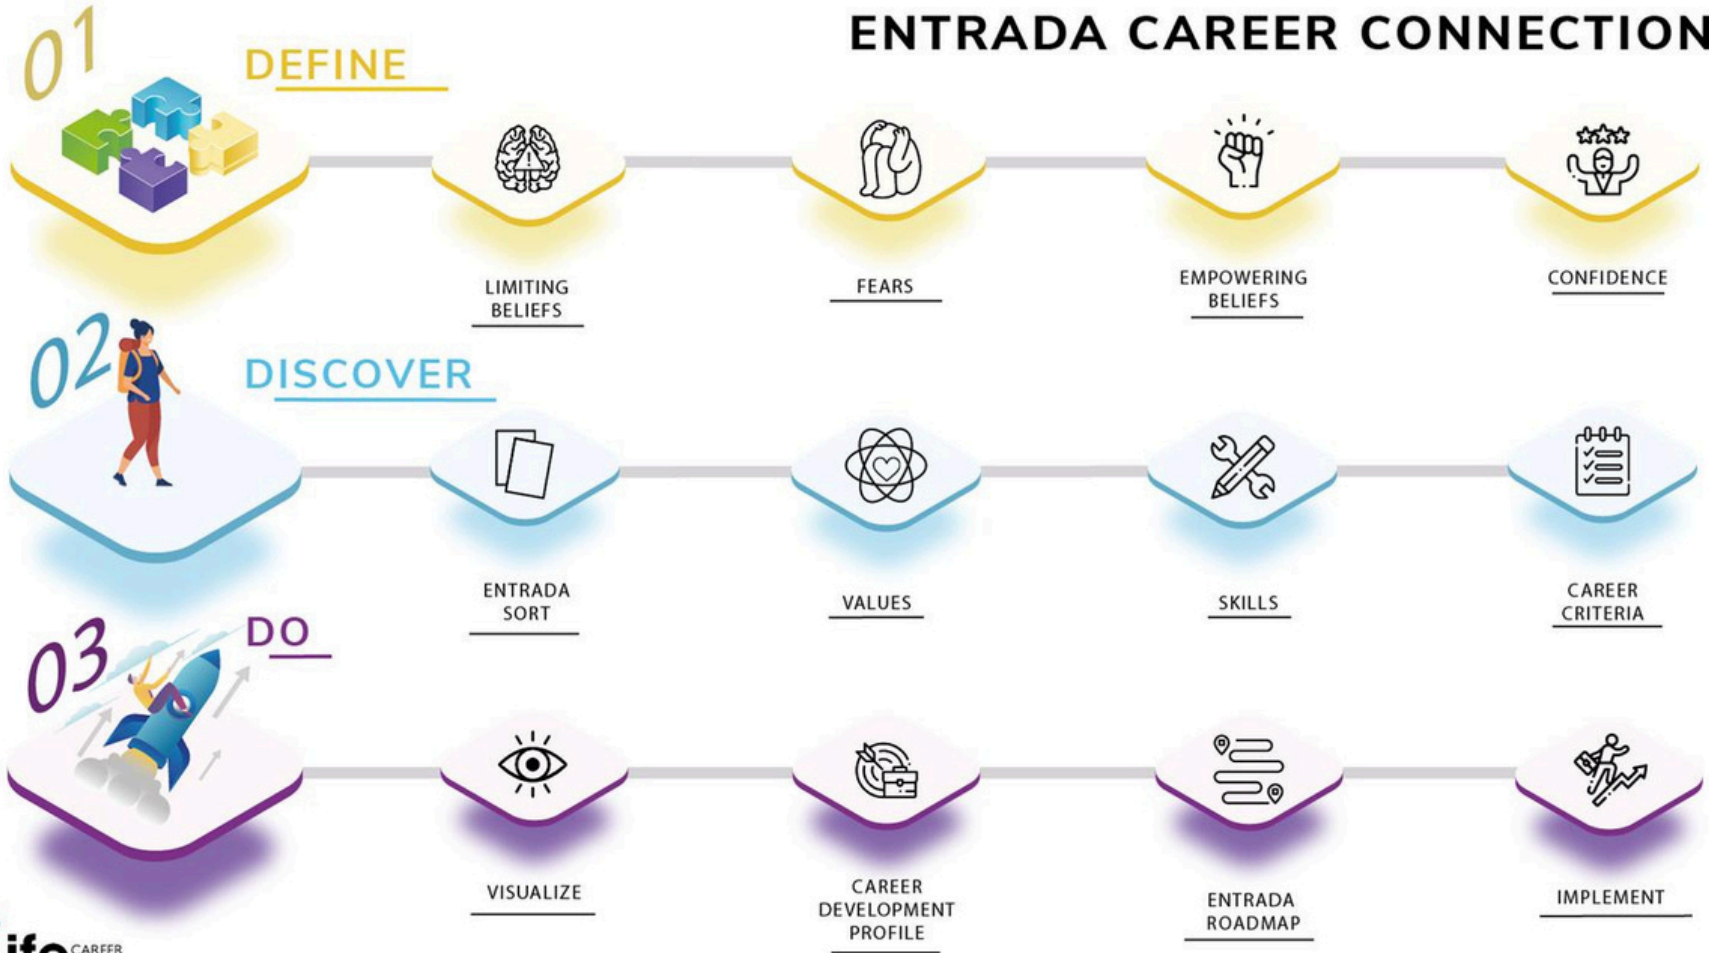 ENTRADA CAREER CONNECTION
01
DEFINE
LIMITING
BELIEFS
FEARS
EMPOWERING
BELIEFS
CONFIDENCE
02
DISCOVER
ENTRADA
SORT
VALUES
SKILLS
CAREER
CRITERIA
03
DO
VISUALIZE
CAREER
DEVELOPMENT
PROFILE
ENTRADA
ROADMAP
IMPLEMENT
CAREER